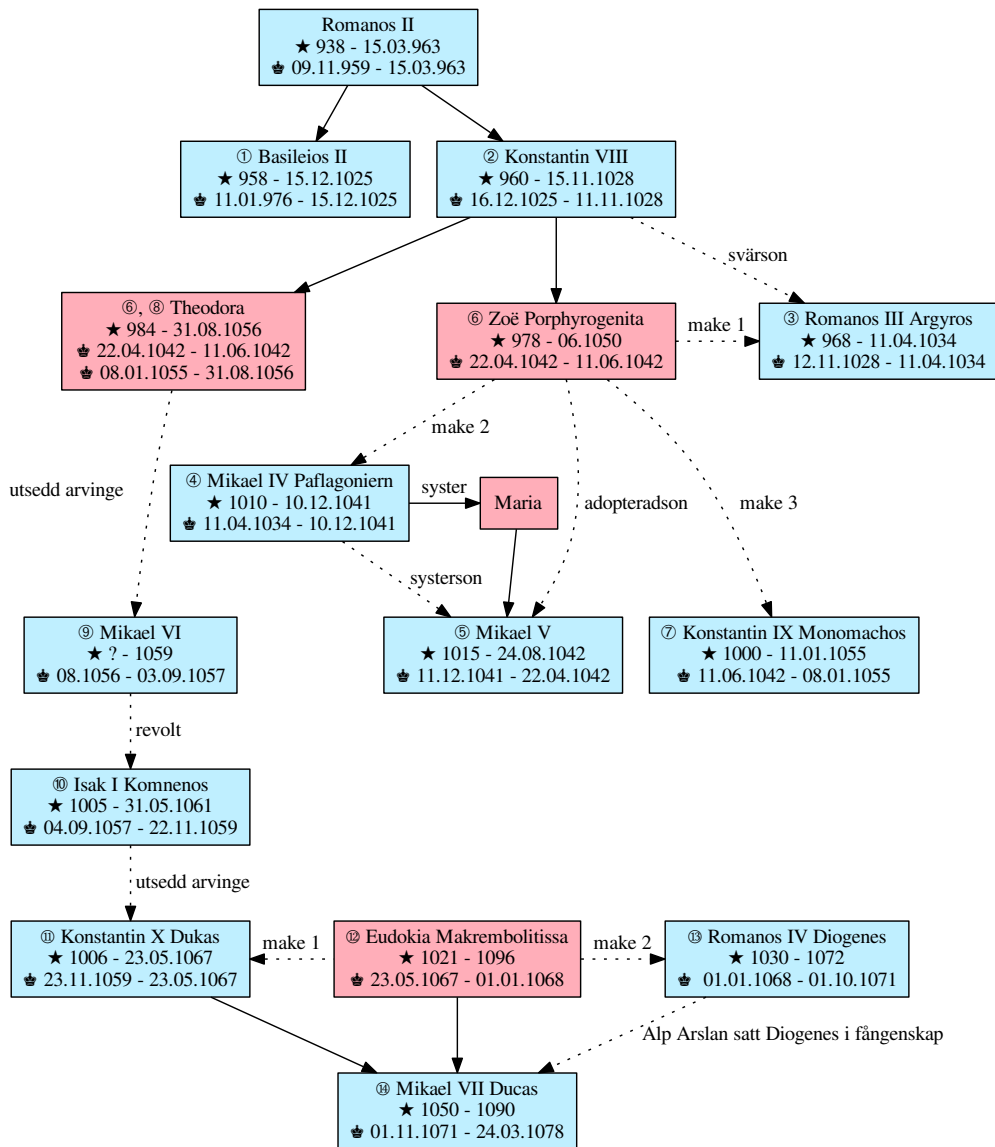 Romanos II
★ 938 - 15.03.963
♚ 09.11.959 - 15.03.963
① Basileios II
★ 958 - 15.12.1025
♚ 11.01.976 - 15.12.1025
② Konstantin VIII
★ 960 - 15.11.1028
♚ 16.12.1025 - 11.11.1028
svärson
⑥, ⑧ Theodora
★ 984 - 31.08.1056
♚ 22.04.1042 - 11.06.1042
♚ 08.01.1055 - 31.08.1056
⑥ Zoë Porphyrogenita
★ 978 - 06.1050
♚ 22.04.1042 - 11.06.1042
make 1
③ Romanos III Argyros
★ 968 - 11.04.1034
♚ 12.11.1028 - 11.04.1034
make 2
utsedd arvinge
④ Mikael IV Paflagoniern
★ 1010 - 10.12.1041
♚ 11.04.1034 - 10.12.1041
syster
Maria
adopteradson
make 3
systerson
⑨ Mikael VI
★ ? - 1059
♚ 08.1056 - 03.09.1057
⑤ Mikael V
★ 1015 - 24.08.1042
♚ 11.12.1041 - 22.04.1042
⑦ Konstantin IX Monomachos
★ 1000 - 11.01.1055
♚ 11.06.1042 - 08.01.1055
revolt
⑩ Isak I Komnenos
★ 1005 - 31.05.1061
♚ 04.09.1057 - 22.11.1059
utsedd arvinge
⑪ Konstantin X Dukas
★ 1006 - 23.05.1067
♚ 23.11.1059 - 23.05.1067
make 1
⑫ Eudokia Makrembolitissa
★ 1021 - 1096
♚ 23.05.1067 - 01.01.1068
make 2
⑬ Romanos IV Diogenes
★ 1030 - 1072
♚ 01.01.1068 - 01.10.1071
Alp Arslan satt Diogenes i fångenskap
⑭ Mikael VII Ducas
★ 1050 - 1090
♚ 01.11.1071 - 24.03.1078